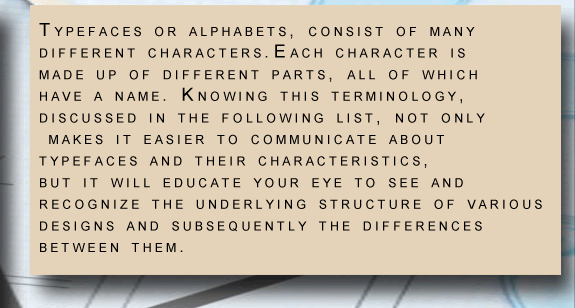 Typefaces or alphabets, consist of many
different characters. Each character is
made up of different parts, all of which
have a name. Knowing this terminology,
discussed in the following list, not only
makes it easier to communicate about
typefaces and their characteristics,
but it will educate your eye to see and
recognize the underlying structure of various
designs and subsequently the differences
between them.